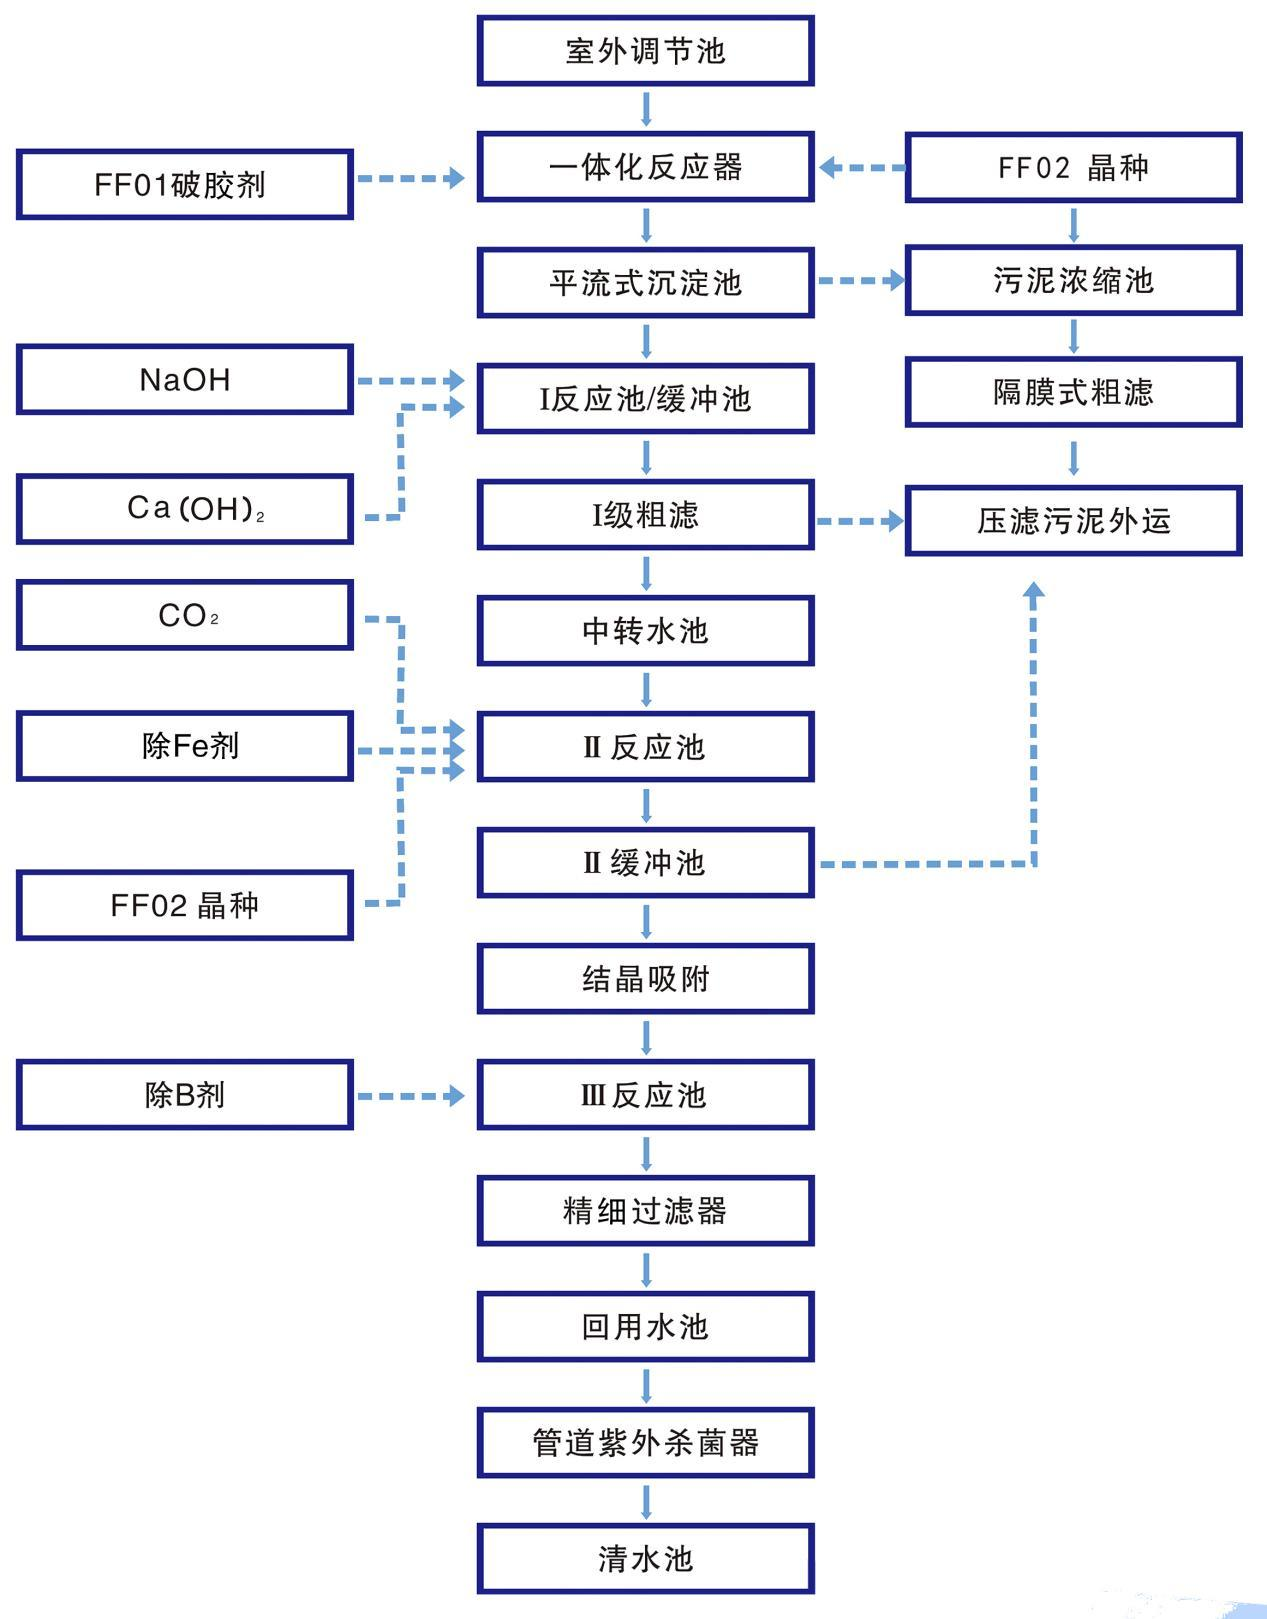 室外调节池
一体化反应器
FF02 晶种
FF01破胶剂
平流式沉淀池
污泥浓缩池
NaOH
I反应池/缓冲池
隔膜式粗滤
Ca(OH)₂
I级粗滤
压滤污泥外运
CO₂
中转水池
除Fe剂
II 反应池
II 缓冲池
FF02 晶种
结晶吸附
除B剂
III 反应池
精细过滤器
回用水池
管道紫外杀菌器
清水池